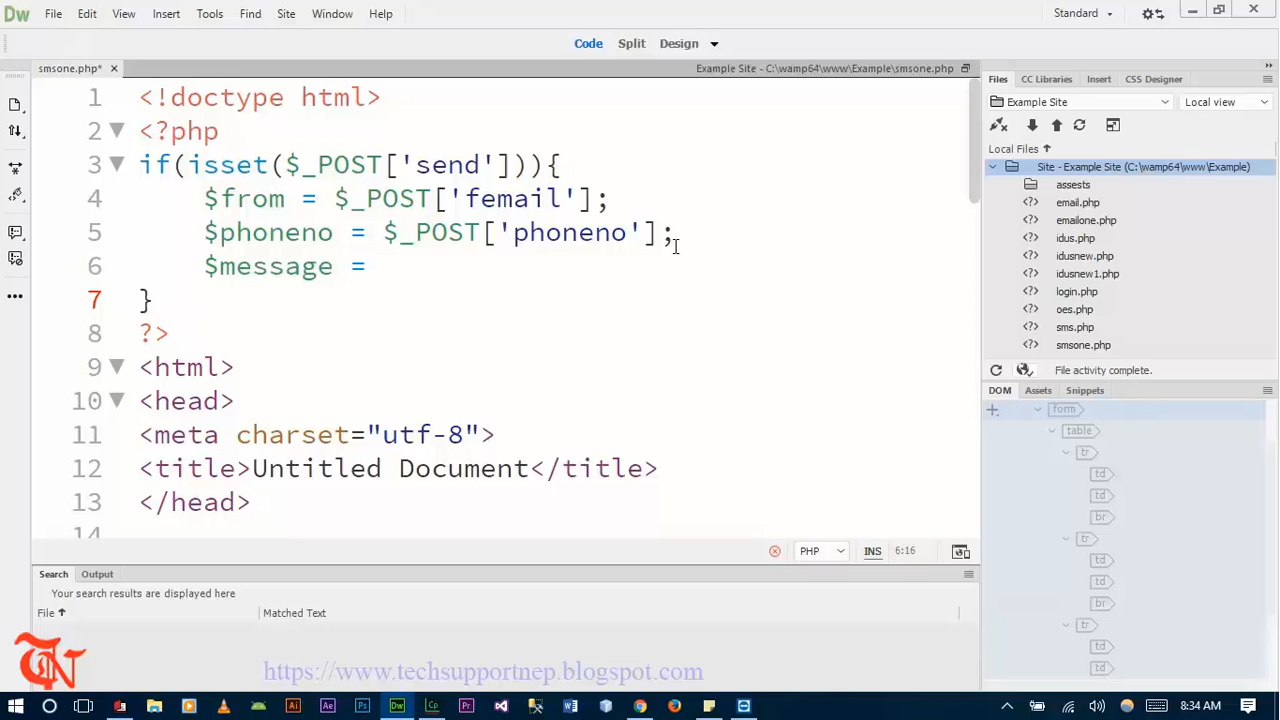 Dw File Edit View Insert Tools Find Site Window Help Standard
Code Split Design
smsone.php* Example Site - C:\wamp64\www\Example\smsone.php
1 <!doctype html>
2 <?php
3 if(isset($_POST['send'])){
4 $from = $_POST['femail'];
5 $phoneno = $_POST['phoneno'];
6 $message =
7 }
8 ?>
9 <html>
10 <head>
11 <meta charset="utf-8">
12 <title>Untitled Document</title>
13 </head>
14
PHP INS 6:16
Search Output
Your search results are displayed here
File Matched Text
https://www.techsupportnep.blogspot.com
Files CC Libraries Insert CSS Designer
Example Site Local view
Local Files
Site - Example Site (C:\wamp64\www\Example)
assests
email.php
emailone.php
idus.php
idusnew.php
idusnew1.php
login.php
oes.php
sms.php
smsone.php
File activity complete.
DOM Assets Snippets
form
table
tr
td
td
br
tr
td
td
br
tr
td
td
TN
Ai Ae Ps Dw Cp Pr
8:34 AM